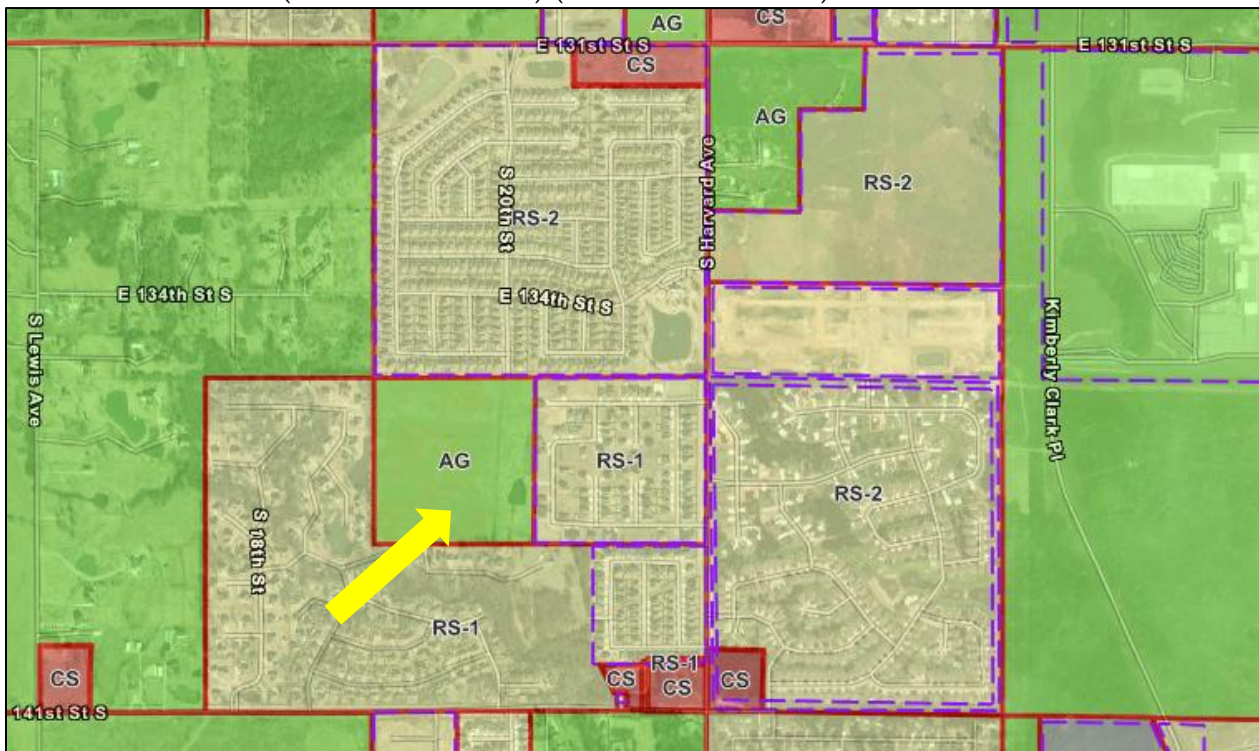 AG
CS
E 131st St S
E 131st St S
CS
AG
RS-2
S 20th St
RS-2
S Harvard Ave
E 134th St S
E 134th St S
S Lewis Ave
Kimberly Clark Pl
AG
RS-1
RS-2
S 18th St
RS-1
RS-1
CS
CS
CS
CS
141st St S